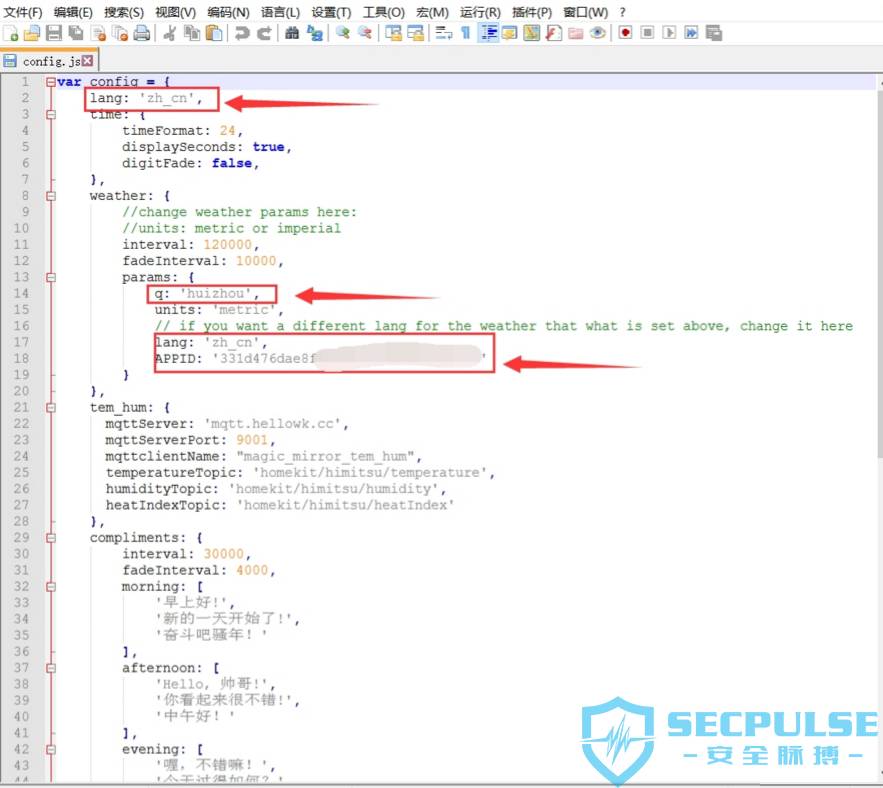 文件(F) 编辑(E) 搜索(S) 视图(V) 编码(N) 语言(L) 设置(T) 工具(O) 宏(M) 运行(R) 插件(P) 窗口(W) ?
config.js
1 var config = {
2 lang: 'zh_cn',
3 time: {
4 timeFormat: 24,
5 displaySeconds: true,
6 digitFade: false,
7 },
8 weather: {
9 //change weather params here:
10 //units: metric or imperial
11 interval: 120000,
12 fadeInterval: 10000,
13 params: {
14 q: 'huizhou',
15 units: 'metric',
16 // if you want a different lang for the weather that what is set above, change it here
17 lang: 'zh_cn',
18 APPID: '331d476dae8f '
19 }
20 },
21 tem_hum: {
22 mqttServer: 'mqtt.hellowk.cc',
23 mqttServerPort: 9001,
24 mqttclientName: "magic_mirror_tem_hum",
25 temperatureTopic: 'homekit/himitsu/temperature',
26 humidityTopic: 'homekit/himitsu/humidity',
27 heatIndexTopic: 'homekit/himitsu/heatIndex'
28 },
29 compliments: {
30 interval: 30000,
31 fadeInterval: 4000,
32 morning: [
33 '早上好!',
34 '新的一天开始了!',
35 '奋斗吧骚年！'
36 ],
37 afternoon: [
38 'Hello, 帅哥!',
39 '你看起来很不错!',
40 '中午好！'
41 ],
42 evening: [
43 '喔，不错嘛！',
44 '今天过得如何？'
SECPULSE
安全脉搏